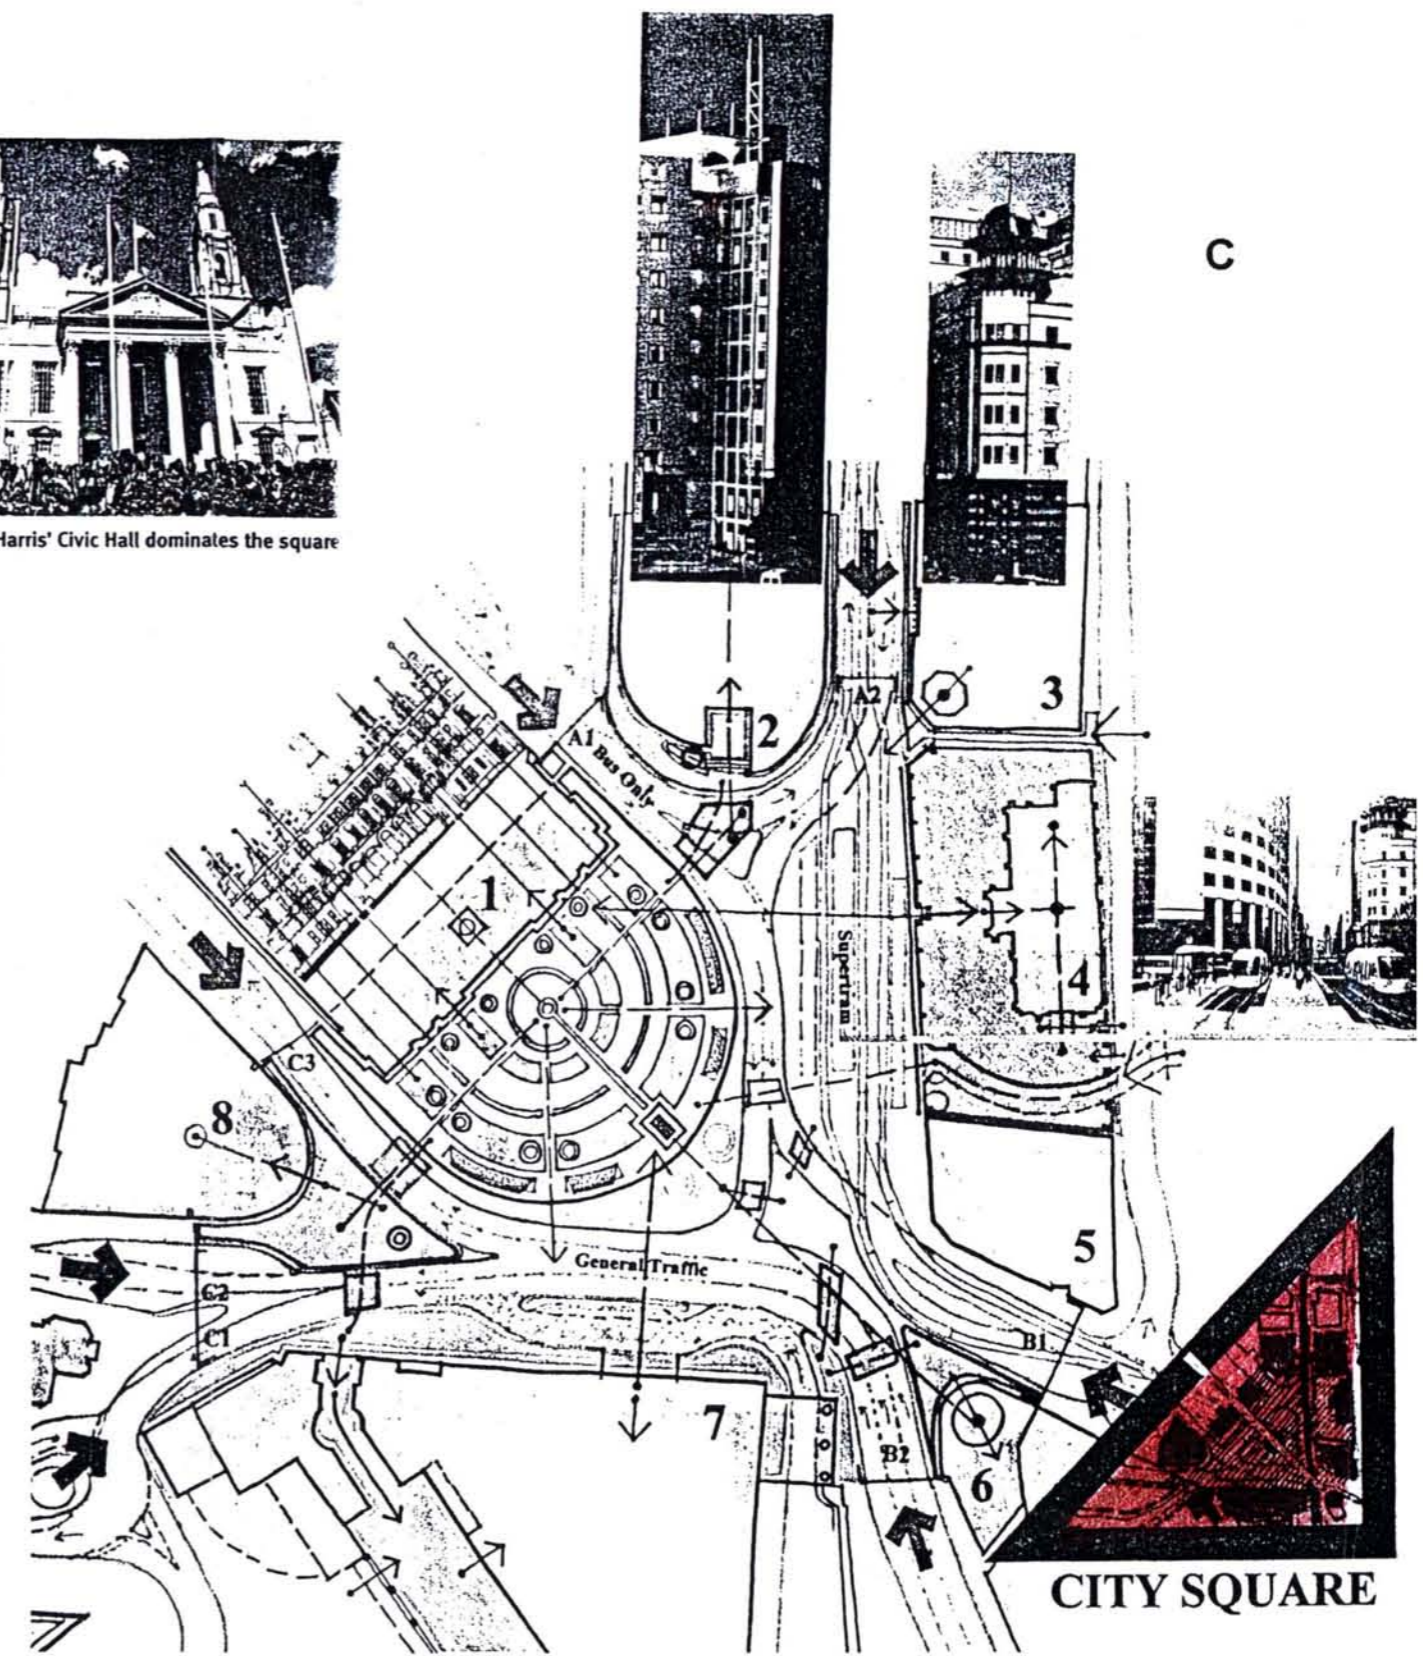 C
Harris' Civic Hall dominates the square
A2
3
2
A1
Bus Only
1
Supertram
4
C3
8
5
General Traffic
C2
C1
B1
7
B2
6
CITY SQUARE